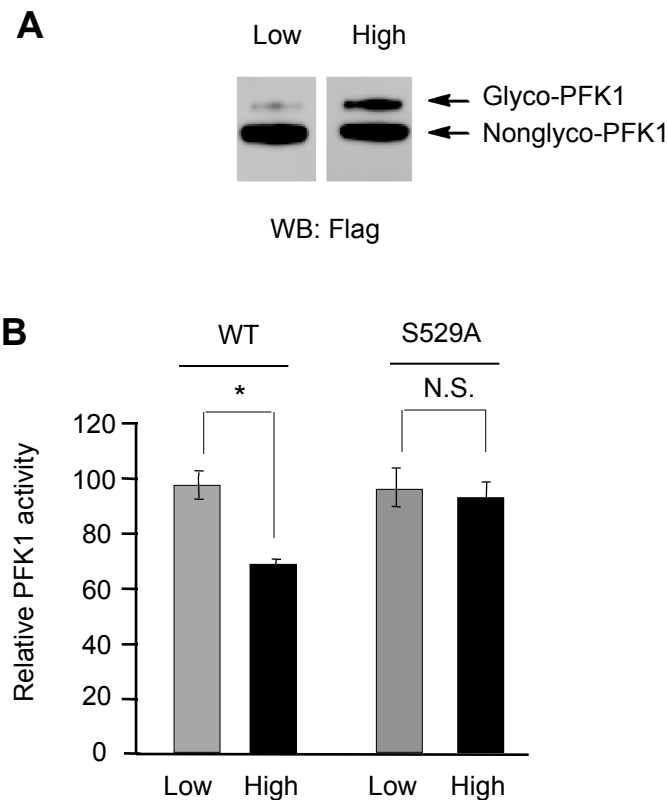 A
Low High
Glyco-PFK1
Nonglyco-PFK1
WB: Flag
B
WT S529A
* N.S.
Relative PFK1 activity
120
100
80
60
40
20
0
Low High Low High